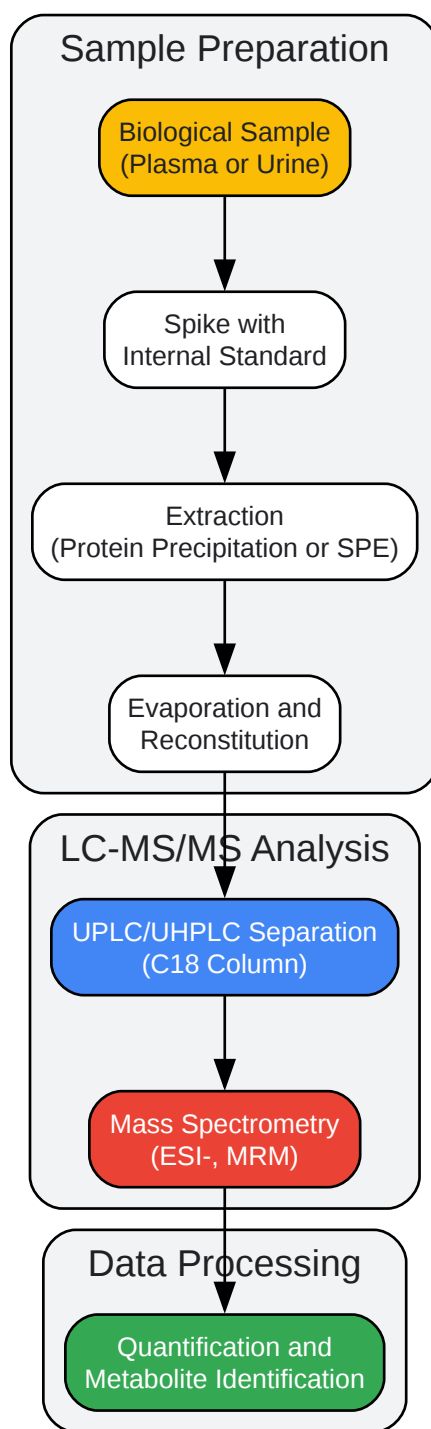 Sample Preparation
Biological Sample
(Plasma or Urine)
Spike with
Internal Standard
Extraction
(Protein Precipitation or SPE)
Evaporation and
Reconstitution
LC-MS/MS Analysis
UPLC/UHPLC Separation
(C18 Column)
Mass Spectrometry
(ESI-, MRM)
Data Processing
Quantification and
Metabolite Identification